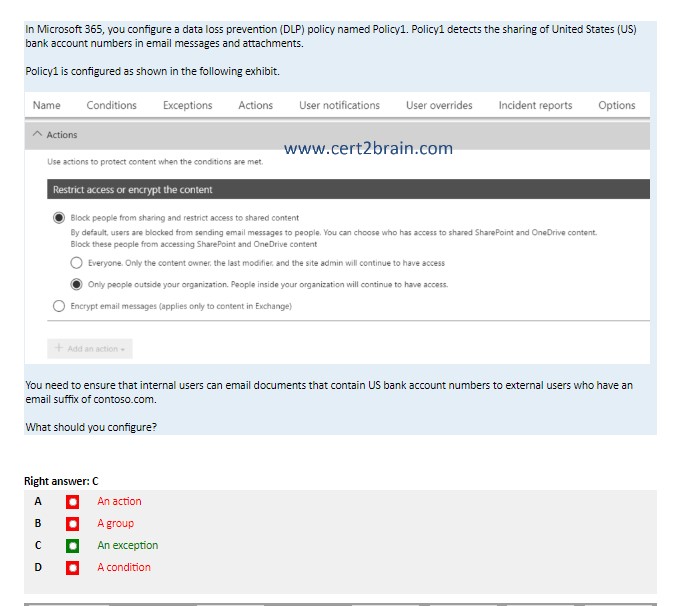 In Microsoft 365, you configure a data loss prevention (DLP) policy named Policy1. Policy1 detects the sharing of United States (US)
bank account numbers in email messages and attachments.
Policy1 is configured as shown in the following exhibit.
Name Conditions Exceptions Actions User notifications User overrides Incident reports Options
Actions
www.cert2brain.com
Use actions to protect content when the conditions are met.
Restrict access or encrypt the content
Block people from sharing and restrict access to shared content
By default, users are blocked from sending email messages to people. You can choose who has access to shared SharePoint and OneDrive content.
Block these people from accessing SharePoint and OneDrive content
Everyone. Only the content owner, the last modifier, and the site admin will continue to have access
Only people outside your organization. People inside your organization will continue to have access.
Encrypt email messages (applies only to content in Exchange)
+ Add an action
You need to ensure that internal users can email documents that contain US bank account numbers to external users who have an
email suffix of contoso.com.
What should you configure?
Right answer: C
A An action
B A group
C An exception
D A condition